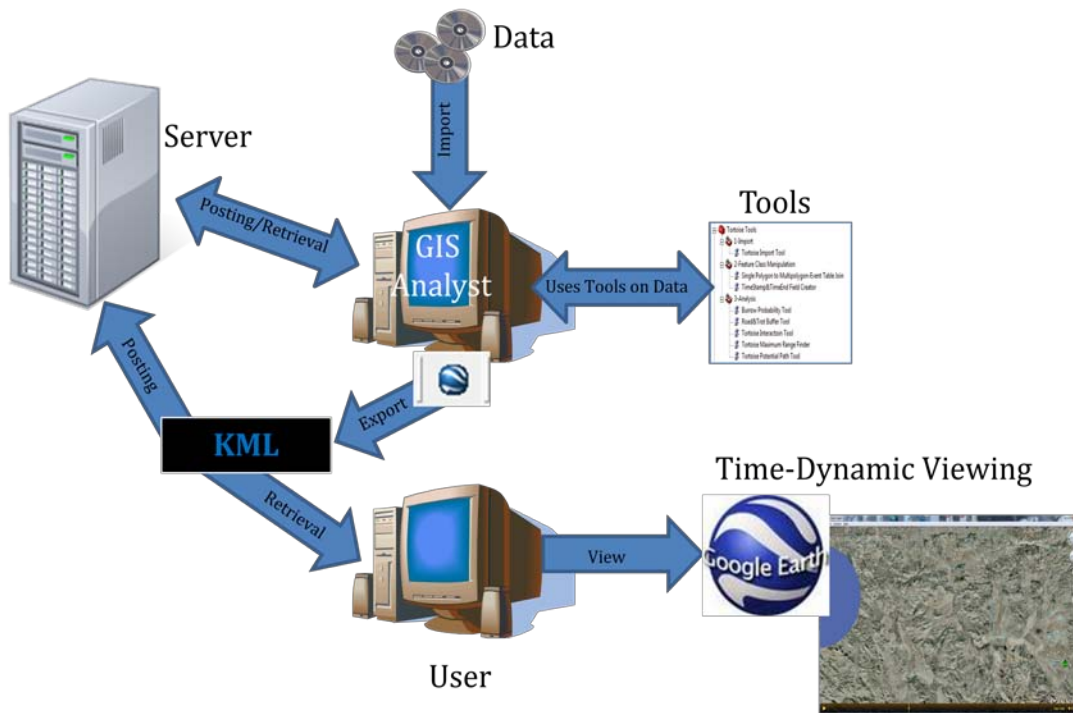 Data
Server
Import
Posting/Retrieval
GIS
Analyst
Uses Tools on Data
Tools
Tortoise Tools
1-Import
Tortoise Import Tool
2-Feature Class Manipulation
Single Polygon to Multipolygon Event Table Join
TimeStamp&TimeEnd Field Creator
3-Analysis
Burrow Probability Tool
Road&Trail Buffer Tool
Tortoise Interaction Tool
Tortoise Maximum Range Finder
Tortoise Potential Path Tool
Posting
Export
KML
Retrieval
Time-Dynamic Viewing
View
Google Earth
User